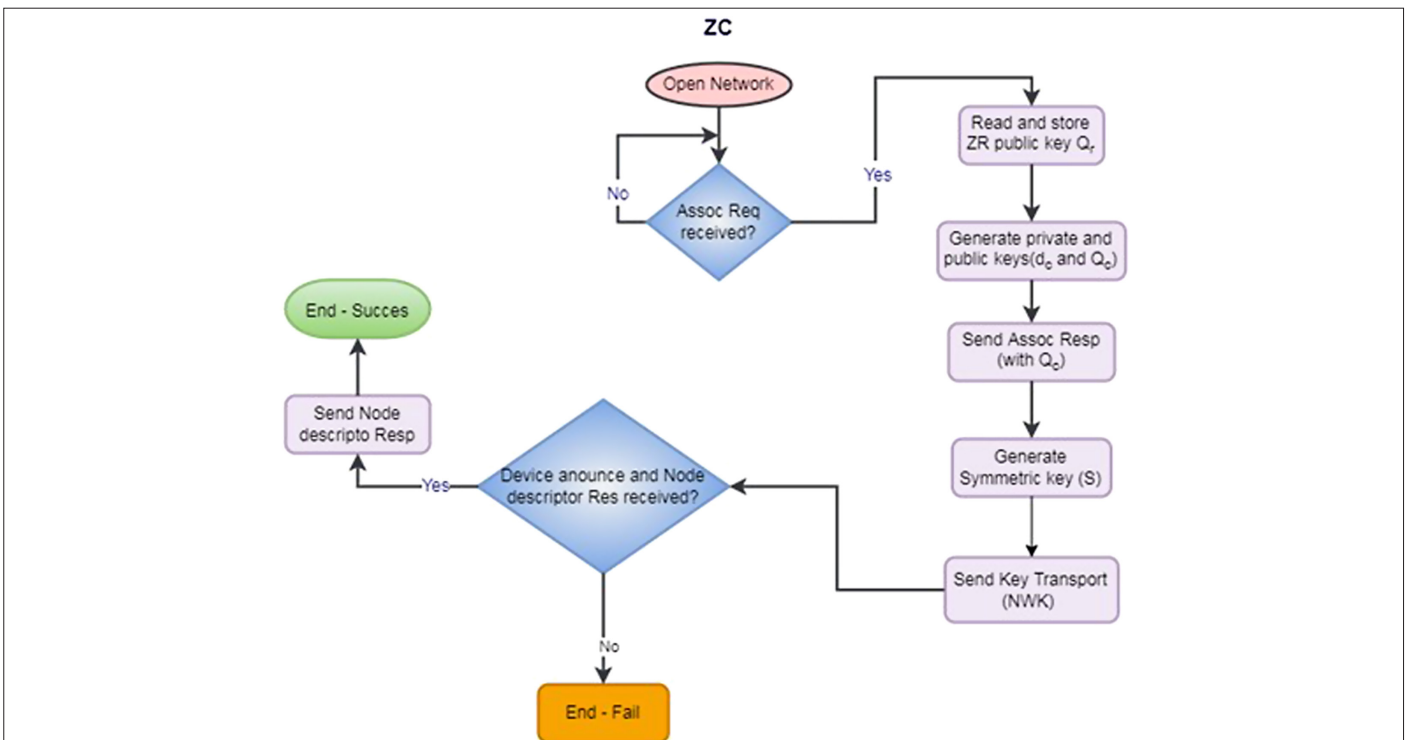 ZC
Open Network
Assoc Req
received?
No
Yes
Read and store
ZR public key Qr
Generate private and
public keys(dc and Qc)
Send Assoc Resp
(with Qc)
Generate
Symmetric key (S)
Send Key Transport
(NWK)
Device anounce and Node
descriptor Res received?
Yes
Send Node
descripto Resp
End - Succes
No
End - Fail